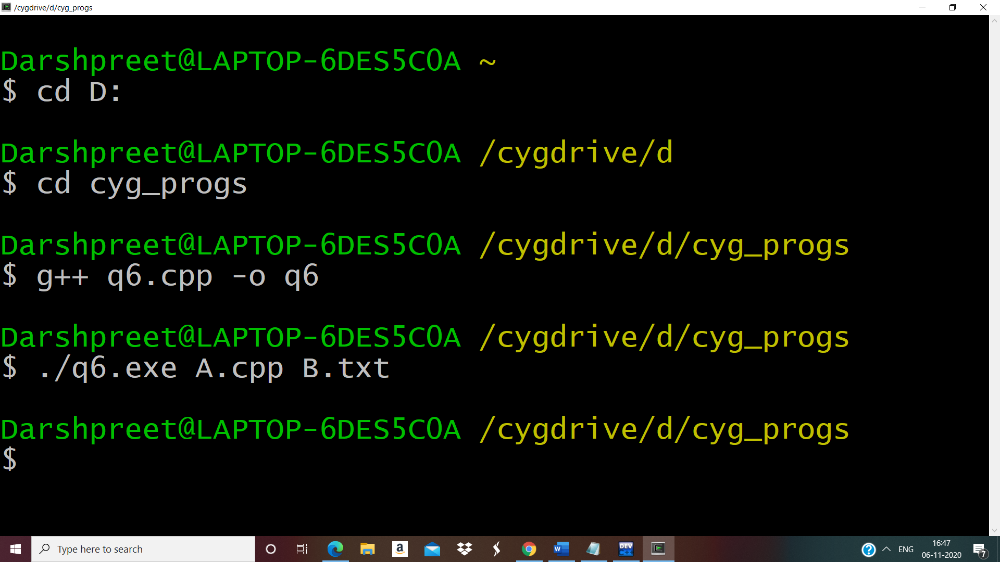 /cygdrive/d/cyg_progs
Darshpreet@LAPTOP-6DES5C0A ~
$ cd D:
Darshpreet@LAPTOP-6DES5C0A /cygdrive/d
$ cd cyg_progs
Darshpreet@LAPTOP-6DES5C0A /cygdrive/d/cyg_progs
$ g++ q6.cpp -o q6
Darshpreet@LAPTOP-6DES5C0A /cygdrive/d/cyg_progs
$ ./q6.exe A.cpp B.txt
Darshpreet@LAPTOP-6DES5C0A /cygdrive/d/cyg_progs
$
Type here to search
a
W
DEV
C++
?
ENG
16:47
06-11-2020
7